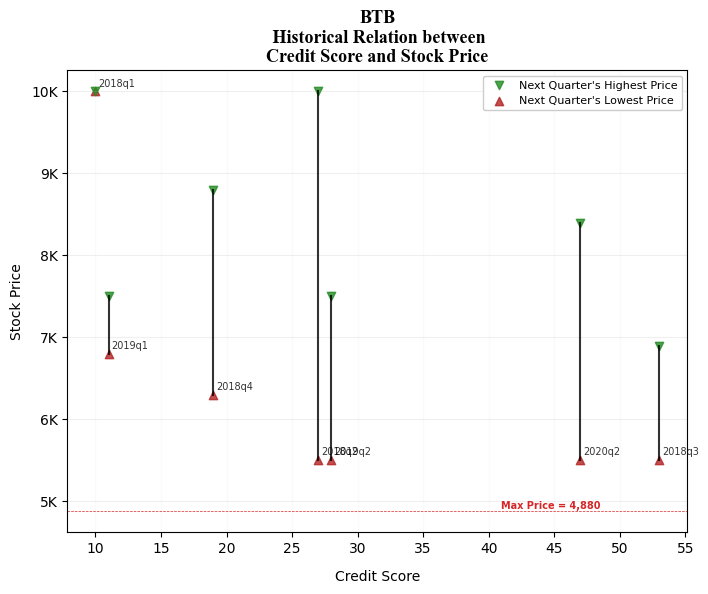 BTB
Historical Relation between
Credit Score and Stock Price
Next Quarter's Highest Price
Next Quarter's Lowest Price
2018q1
10K
9K
8K
7K
6K
5K
Stock Price
2019q1
2018q4
2019q2
2020q2
2018q3
Max Price = 4,880
10
15
20
25
30
35
40
45
50
55
Credit Score